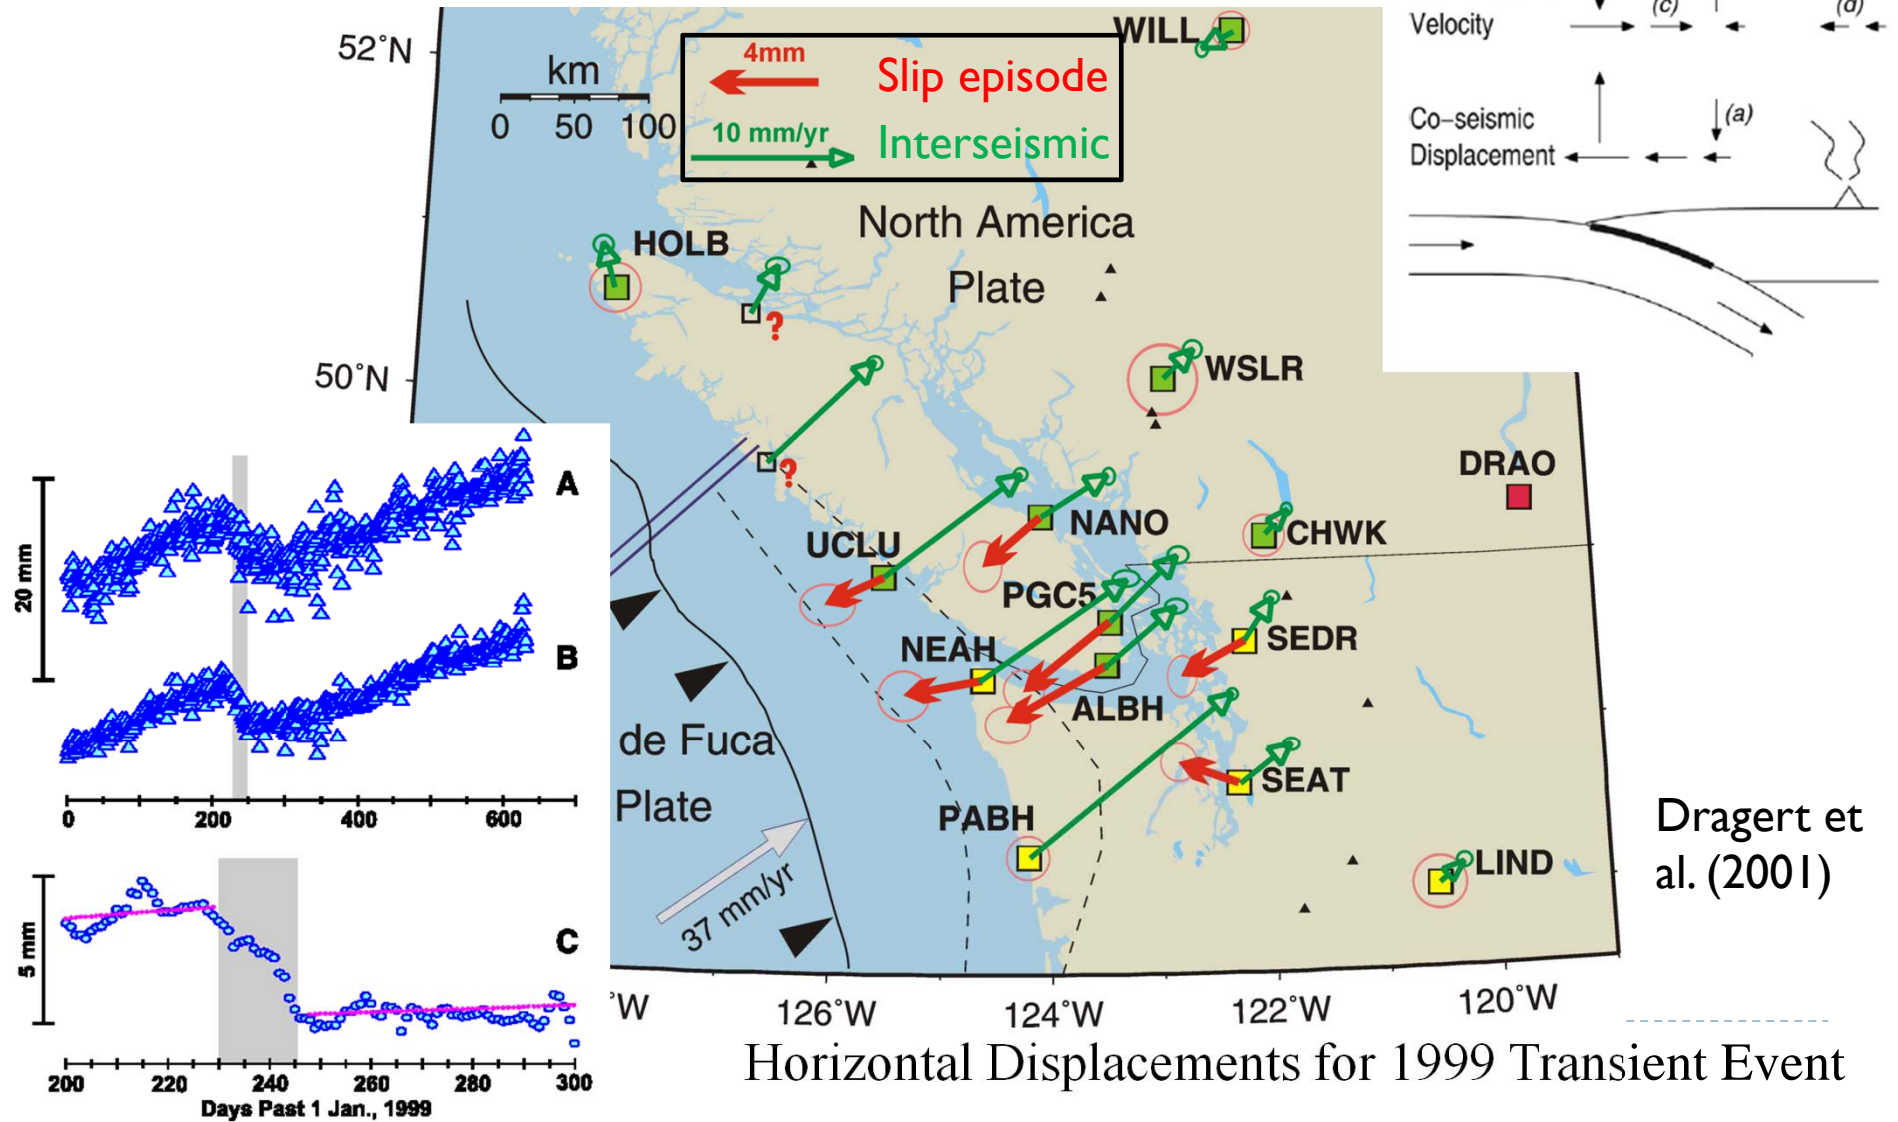 52°N
km
0 50 100
4mm
Slip episode
10 mm/yr
Interseismic
WILL
Velocity
(c)
(d)
Co–seismic
Displacement
(a)
North America
Plate
HOLB
?
50°N
WSLR
DRAO
?
NANO
CHWK
UCLU
PGC5
SEDR
NEAH
ALBH
de Fuca
Plate
SEAT
PABH
37 mm/yr
LIND
Dragert et
al. (2001)
A
20 mm
B
0 200 400 600
C
5 mm
200 220 240 260 280 300
Days Past 1 Jan., 1999
°W
126°W
124°W
122°W
120°W
Horizontal Displacements for 1999 Transient Event